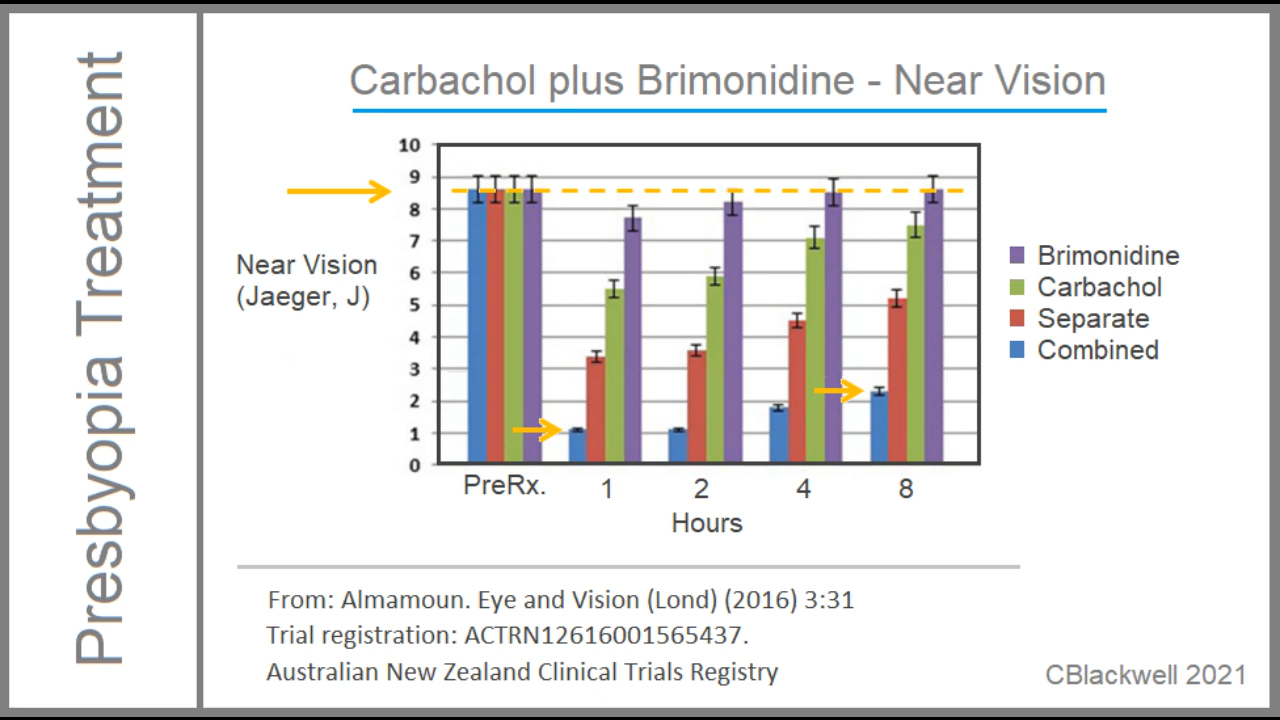 Presbyopia Treatment
Carbachol plus Brimonidine - Near Vision
10
9
8
7
6
5
4
3
2
1
0
Near Vision
(Jaeger, J)
PreRx.
1
2
4
8
Hours
Brimonidine
Carbachol
Separate
Combined
From: Almamoun. Eye and Vision (Lond) (2016) 3:31
Trial registration: ACTRN12616001565437.
Australian New Zealand Clinical Trials Registry
CBlackwell 2021